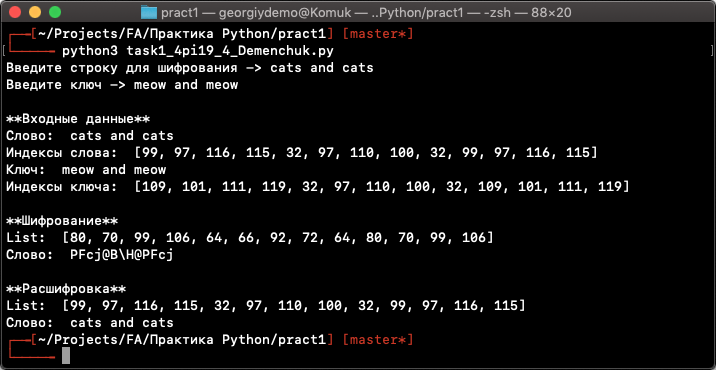 pract1 — georgiydemo@Komuk — ..Python/pract1 — -zsh — 88×20
[~/Projects/FA/Практика Python/pract1] [master*]
python3 task1_4pi19_4_Demenchuk.py
Введите строку для шифрования -> cats and cats
Введите ключ -> meow and meow
**Входные данные**
Слово:  cats and cats
Индексы слова:  [99, 97, 116, 115, 32, 97, 110, 100, 32, 99, 97, 116, 115]
Ключ:  meow and meow
Индексы ключа:  [109, 101, 111, 119, 32, 97, 110, 100, 32, 109, 101, 111, 119]
**Шифрование**
List:  [80, 70, 99, 106, 64, 66, 92, 72, 64, 80, 70, 99, 106]
Слово:  PFcj@B\H@PFcj
**Расшифровка**
List:  [99, 97, 116, 115, 32, 97, 110, 100, 32, 99, 97, 116, 115]
Слово:  cats and cats
[~/Projects/FA/Практика Python/pract1] [master*]